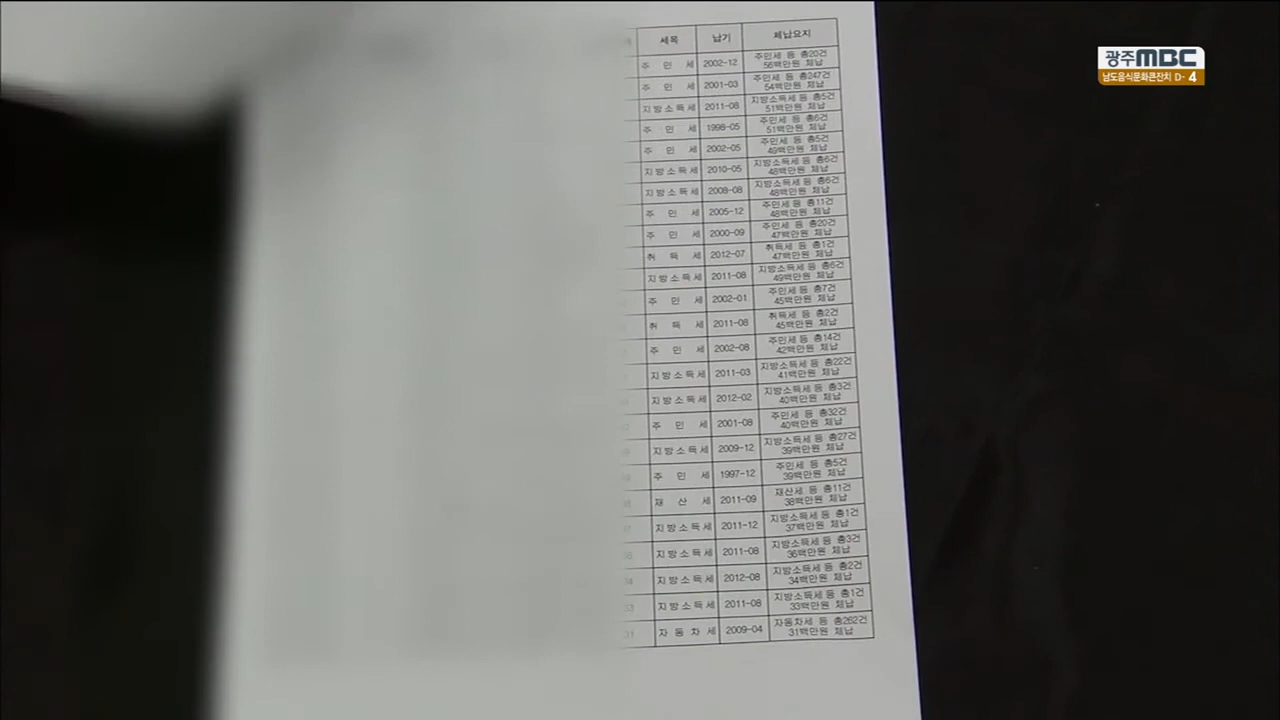 광주MBC
남도음식문화큰잔치 D-4
세목 납기 체납요지
주민세 2002-12 주민세 등 총20건
56백만원 체납
주민세 2001-03 주민세 등 총247건
54백만원 체납
지방소득세 2011-08 지방소득세 등 총5건
51백만원 체납
주민세 1998-05 주민세 등 총6건
51백만원 체납
주민세 2002-05 주민세 등 총5건
49백만원 체납
지방소득세 2010-05 지방소득세 등 총6건
48백만원 체납
지방소득세 2008-08 지방소득세 등 총6건
48백만원 체납
주민세 2005-12 주민세 등 총11건
48백만원 체납
주민세 2000-09 주민세 등 총20건
47백만원 체납
취득세 2012-07 취득세 등 총1건
47백만원 체납
지방소득세 2011-08 지방소득세 등 총6건
49백만원 체납
주민세 2002-01 주민세 등 총7건
45백만원 체납
취득세 2011-08 취득세 등 총2건
45백만원 체납
주민세 2002-08 주민세 등 총14건
42백만원 체납
지방소득세 2011-03 지방소득세 등 총22건
41백만원 체납
지방소득세 2012-02 지방소득세 등 총3건
40백만원 체납
주민세 2001-08 주민세 등 총32건
40백만원 체납
지방소득세 2009-12 지방소득세 등 총27건
39백만원 체납
주민세 1997-12 주민세 등 총5건
39백만원 체납
재산세 2011-09 재산세 등 총11건
38백만원 체납
지방소득세 2011-12 지방소득세 등 총1건
37백만원 체납
지방소득세 2011-08 지방소득세 등 총3건
36백만원 체납
지방소득세 2012-08 지방소득세 등 총2건
34백만원 체납
지방소득세 2011-08 지방소득세 등 총1건
33백만원 체납
자동차세 2009-04 자동차세 등 총262건
31백만원 체납